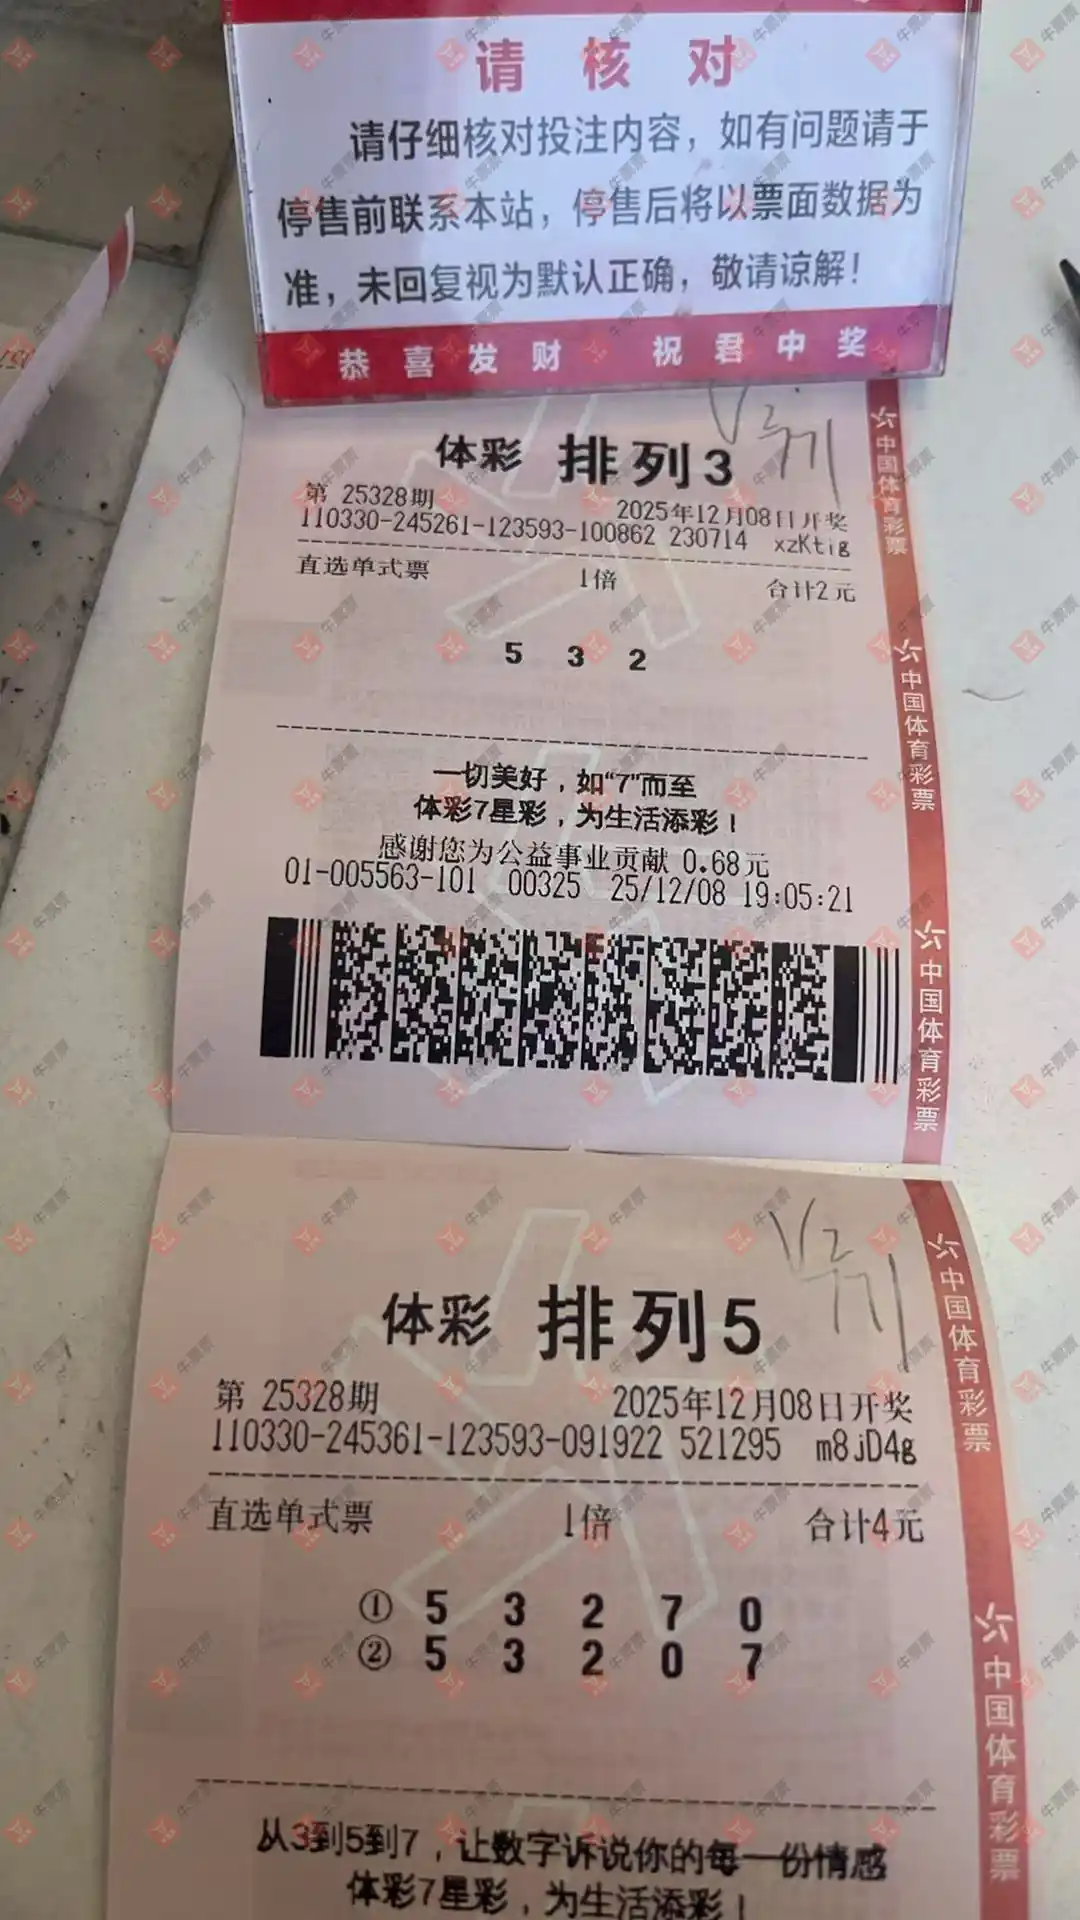 请 核 对
请仔细核对投注内容，如有问题请于
停售前联系本站，停售后将以票面数据为
准，未回复视为默认正确，敬请谅解！
恭喜发财 祝君中奖
体彩 排列3
第 25328期 2025年12月08日开奖
110330-245261-123593-100862 230714 xzKtig
直选单式票 1倍 合计2元
5 3 2
一切美好，如“7”而至
体彩7星彩，为生活添彩！
感谢您为公益事业贡献 0.68元
01-005563-101 00325 25/12/08 19:05:21
中国体育彩票
中国体育彩票
中国体育彩票
体彩 排列5
第 25328期 2025年12月08日开奖
110330-245361-123593-091922 521295 m8jD4g
直选单式票 1倍 合计4元
① 5 3 2 7 0
② 5 3 2 0 7
从3到5到7，让数字诉说你的每一份情感
体彩7星彩，为生活添彩！
中国体育彩票
中国体育彩票
牛票票